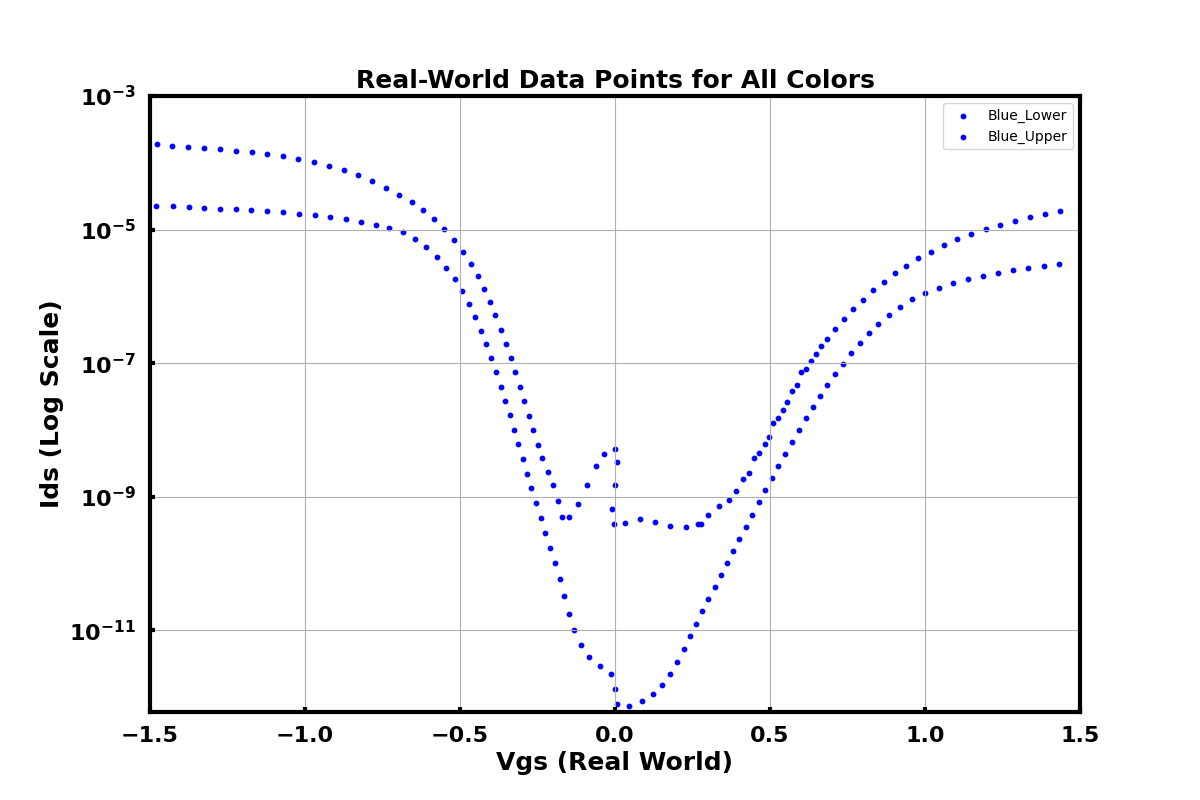 Real-World Data Points for All Colors
10⁻³
10⁻⁵
10⁻⁷
10⁻⁹
10⁻¹¹
Ids (Log Scale)
Blue_Lower
Blue_Upper
−1.5 −1.0 −0.5 0.0 0.5 1.0 1.5
Vgs (Real World)